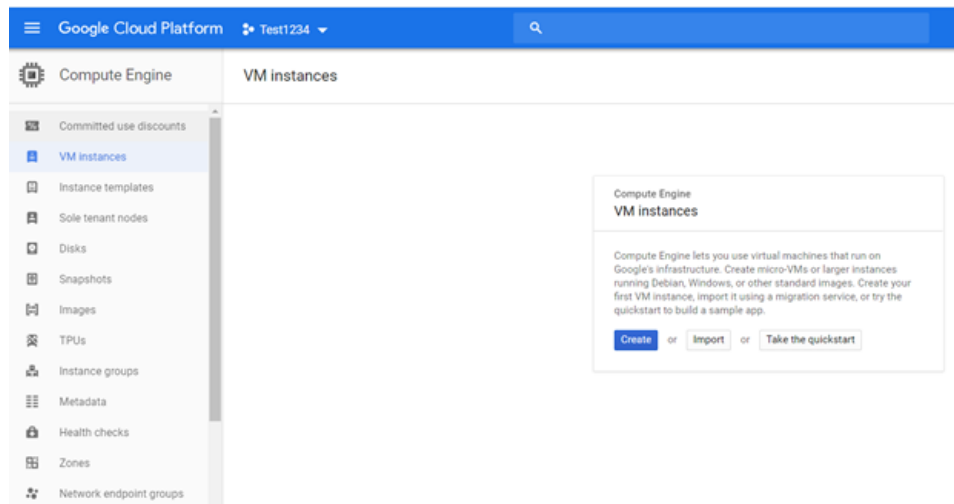 Google Cloud Platform
Test1234
Compute Engine
VM instances
Committed use discounts
VM instances
Instance templates
Sole tenant nodes
Disks
Snapshots
Images
TPUs
Instance groups
Metadata
Health checks
Zones
Network endpoint groups
Compute Engine
VM instances
Compute Engine lets you use virtual machines that run on
Google's infrastructure. Create micro-VMs or larger instances
running Debian, Windows, or other standard images. Create your
first VM instance, import it using a migration service, or try the
quickstart to build a sample app.
Create or Import or Take the quickstart